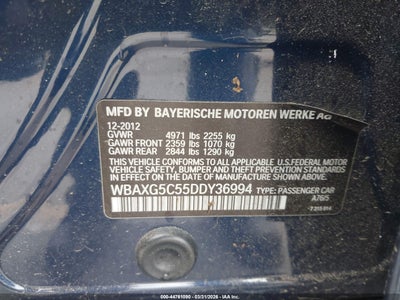 MFD BY BAYERISCHE MOTOREN WERKE AG
12-2012
GVWR 4971 lbs 2255 kg
GAWR FRONT 2359 lbs 1070 kg
GAWR REAR 2844 lbs 1290 kg
THIS VEHICLE CONFORMS TO ALL APPLICABLE U.S. FEDERAL MOTOR
VEHICLE SAFETY, BUMPER AND THEFT PREVENTION STANDARDS
IN EFFECT ON THE DATE OF MANUFACTURE SHOWN ABOVE.
WBAXG5C55DDY36994 TYPE: PASSENGER CAR
A76/5
000-44761090 - 03/31/2026 - IAA Inc.